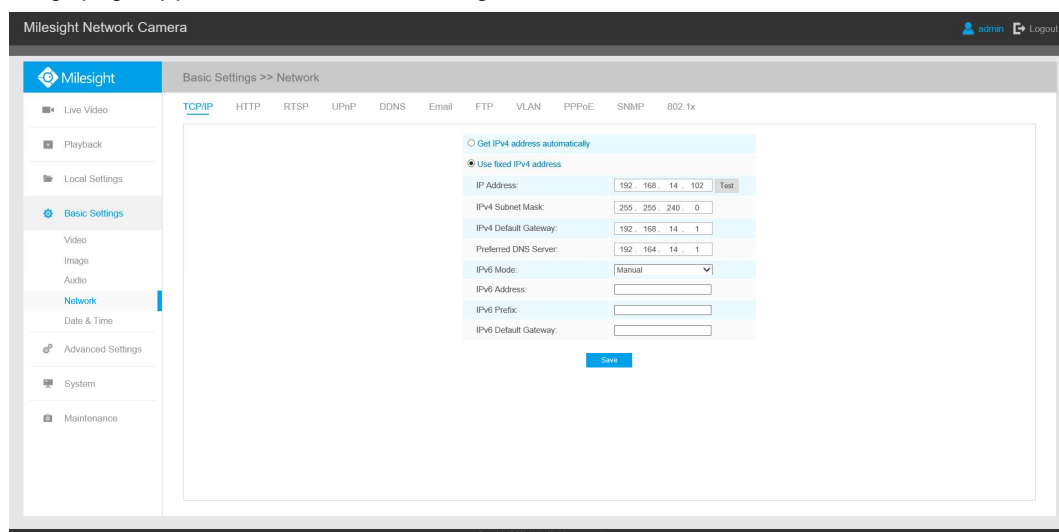 Milesight Network Camera
admin Logout
Milesight
Basic Settings >> Network
Live Video
Playback
Local Settings
Basic Settings
Video
Image
Audio
Network
Date & Time
Advanced Settings
System
Maintenance
TCP/IP HTTP RTSP UPnP DDNS Email FTP VLAN PPPoE SNMP 802.1x
Get IPv4 address automatically
Use fixed IPv4 address
IP Address: 192. 168. 14 . 102 Test
IPv4 Subnet Mask: 255. 255. 240. 0
IPv4 Default Gateway: 192. 168. 14 . 1
Preferred DNS Server: 192. 164. 14 . 1
IPv6 Mode: Manual
IPv6 Address:
IPv6 Prefix:
IPv6 Default Gateway:
Save